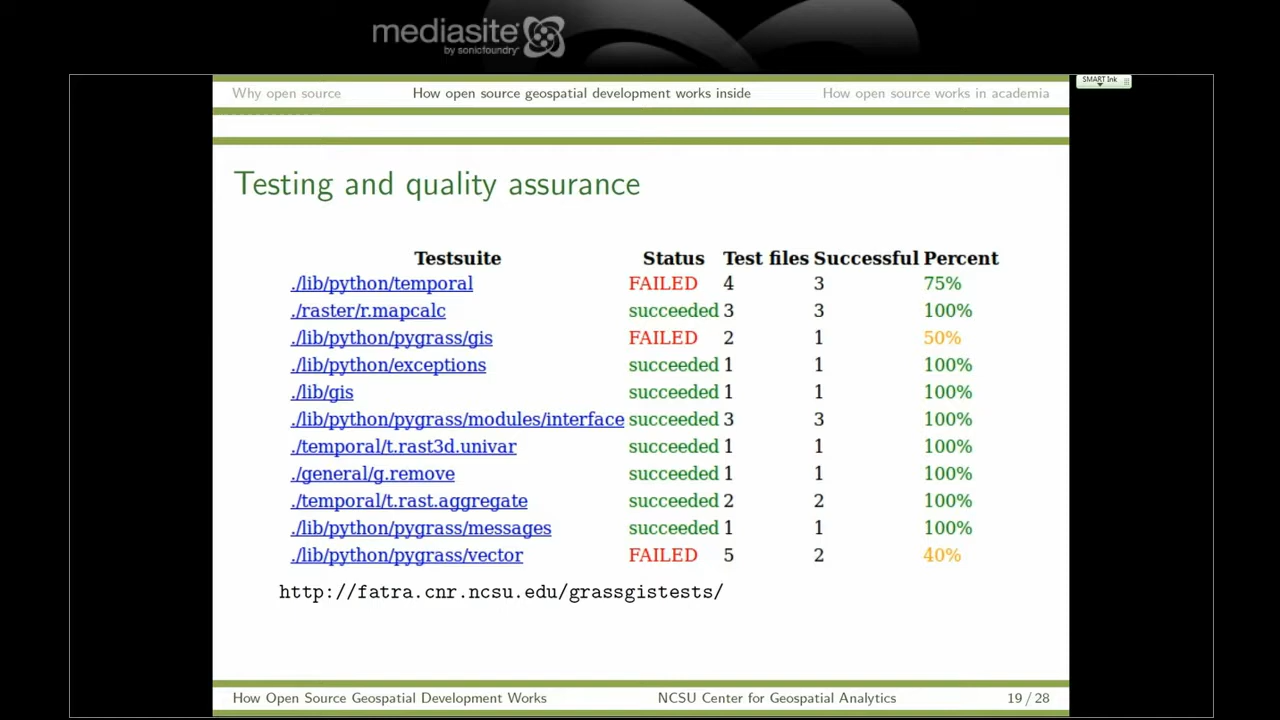 mediasite
by sonicfoundry
SMART Ink
Why open source How open source geospatial development works inside How open source works in academia
Testing and quality assurance
Testsuite Status Test files Successful Percent
./lib/python/temporal FAILED 4 3 75%
./raster/r.mapcalc succeeded 3 3 100%
./lib/python/pygrass/gis FAILED 2 1 50%
./lib/python/exceptions succeeded 1 1 100%
./lib/gis succeeded 1 1 100%
./lib/python/pygrass/modules/interface succeeded 3 3 100%
./temporal/t.rast3d.univar succeeded 1 1 100%
./general/g.remove succeeded 1 1 100%
./temporal/t.rast.aggregate succeeded 2 2 100%
./lib/python/pygrass/messages succeeded 1 1 100%
./lib/python/pygrass/vector FAILED 5 2 40%
http://fatra.cnr.ncsu.edu/grassgistests/
How Open Source Geospatial Development Works NCSU Center for Geospatial Analytics 19 / 28